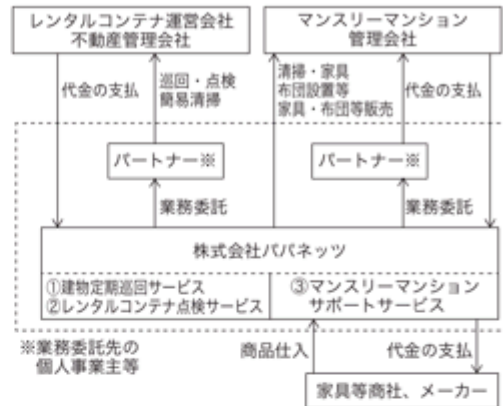 レンタルコンテナ運営会社
不動産管理会社
マンスリーマンション
管理会社
代金の支払
巡回・点検
簡易清掃
清掃・家具
布団設置等
家具・布団等販売
代金の支払
パートナー※
パートナー※
業務委託
業務委託
株式会社パパネッツ
①建物定期巡回サービス
②レンタルコンテナ点検サービス
③マンスリーマンション
サポートサービス
※業務委託先の
個人事業主等
商品仕入
代金の支払
家具等商社、メーカー